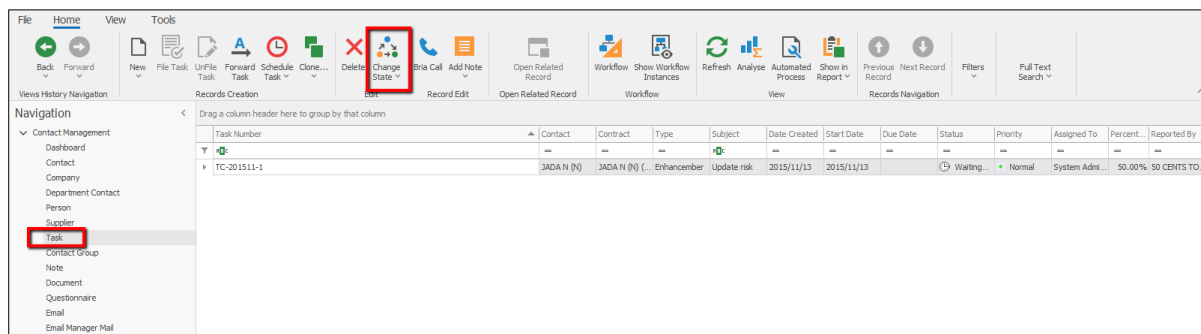 File Home View Tools
Back Forward New File Task UnFile Task Forward Task Schedule Task Clone... Delete Change State Bria Call Add Note Open Related Record Workflow Show Workflow Instances Refresh Analyse Automated Process Show in Report Previous Record Next Record Filters Full Text Search
Views History Navigation Records Creation Edit Record Edit Open Related Record Workflow View Records Navigation
Navigation
Drag a column header here to group by that column
Contact Management
Task Number Contact Contract Type Subject Date Created Start Date Due Date Status Priority Assigned To Percent... Reported By
Dashboard
Contact
TC-201511-1 JADA N (N) JADA N (N) (... Enhancember Update risk 2015/11/13 2015/11/13 Waiting... Normal System Admi... 50.00% 50 CENTS TO...
Company
Department Contact
Person
Supplier
Task
Contact Group
Note
Document
Questionnaire
Email
Email Manager Mail